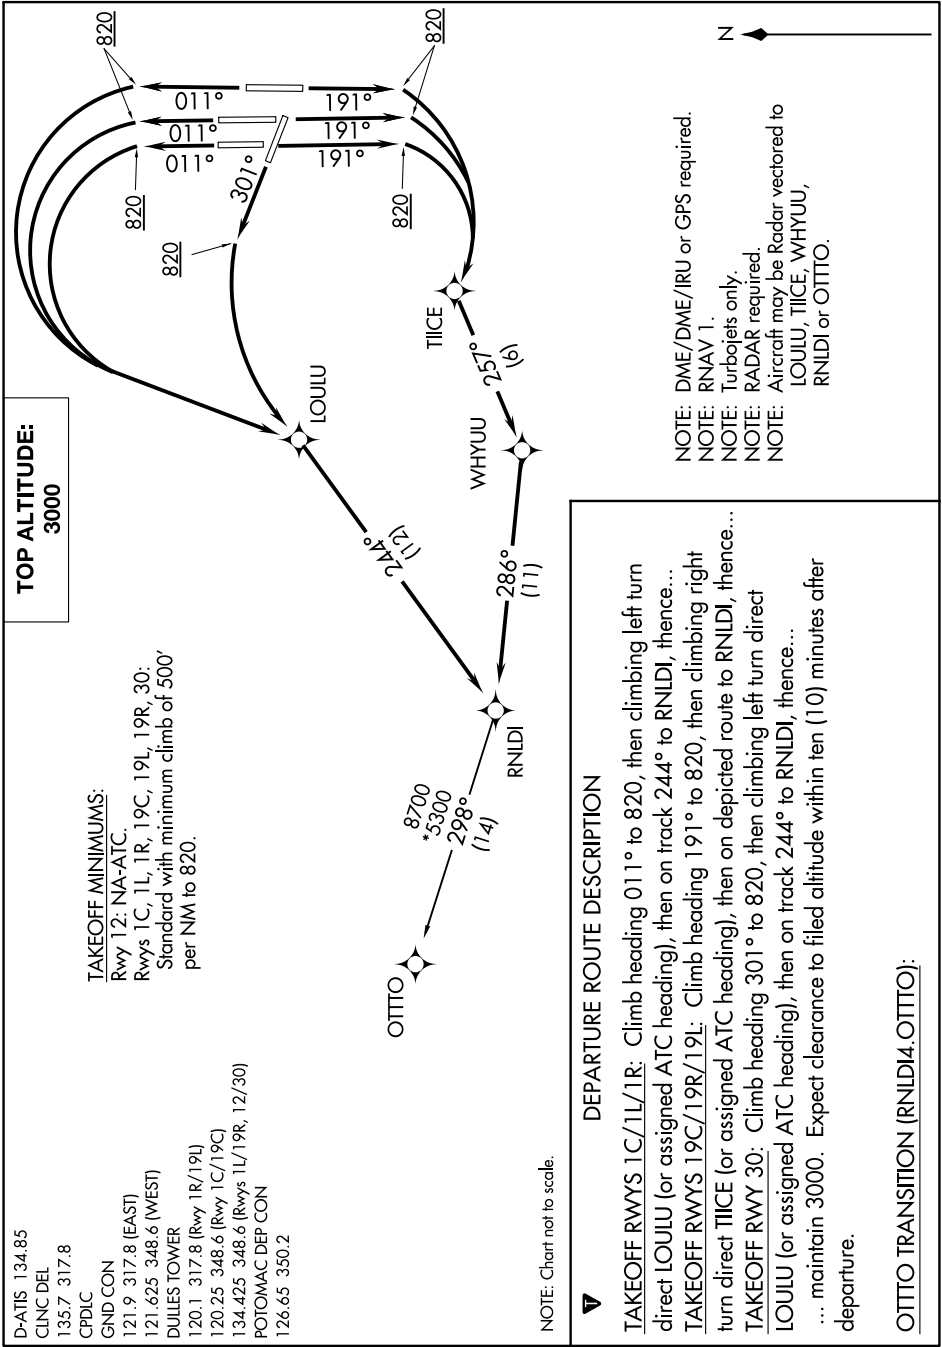 D-ATIS 134.85
CLNC DEL
135.7 317.8
CPDLC
GND CON
121.9 317.8 (EAST)
121.625 348.6 (WEST)
DULLES TOWER
120.1 317.8 (Rwy 1R/19L)
120.25 348.6 (Rwy 1C/19C)
134.425 348.6 (Rwys 1L/19R, 12/30)
POTOMAC DEP CON
126.65 350.2
TAKEOFF MINIMUMS:
Rwy 12: NA-ATC.
Rwys 1C, 1L, 1R, 19C, 19L, 19R, 30:
Standard with minimum climb of 500'
per NM to 820.
TOP ALTITUDE:
3000
820
820
820
011°
011°
011°
301°
191°
191°
191°
820
820
LOULU
TIICE
257°
(6)
WHYUU
244°
(12)
286°
(11)
RNLDI
8700
*5300
298°
(14)
OTTTO
N
NOTE: DME/DME/IRU or GPS required.
NOTE: RNAV 1.
NOTE: Turbojets only.
NOTE: RADAR required.
NOTE: Aircraft may be Radar vectored to
LOULU, TIICE, WHYUU,
RNLDI or OTTTO.
NOTE: Chart not to scale.
T
DEPARTURE ROUTE DESCRIPTION
TAKEOFF RWYS 1C/1L/1R: Climb heading 011° to 820, then climbing left turn
direct LOULU (or assigned ATC heading), then on track 244° to RNLDI, thence...
TAKEOFF RWYS 19C/19R/19L: Climb heading 191° to 820, then climbing right
turn direct TIICE (or assigned ATC heading), then on depicted route to RNLDI, thence...
TAKEOFF RWY 30: Climb heading 301° to 820, then climbing left turn direct
LOULU (or assigned ATC heading), then on track 244° to RNLDI, thence...
... maintain 3000. Expect clearance to filed altitude within ten (10) minutes after
departure.
OTTTO TRANSITION (RNLDI4.OTTTO):